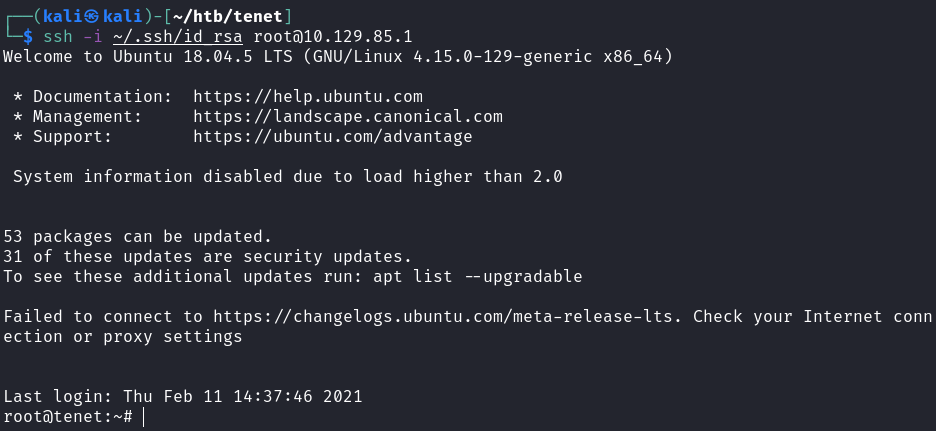 ┌──(kali㉿kali)-[~/htb/tenet]
└─$ ssh -i ~/.ssh/id_rsa root@10.129.85.1
Welcome to Ubuntu 18.04.5 LTS (GNU/Linux 4.15.0-129-generic x86_64)
* Documentation:  https://help.ubuntu.com
* Management:     https://landscape.canonical.com
* Support:        https://ubuntu.com/advantage
System information disabled due to load higher than 2.0
53 packages can be updated.
31 of these updates are security updates.
To see these additional updates run: apt list --upgradable
Failed to connect to https://changelogs.ubuntu.com/meta-release-lts. Check your Internet conn
ection or proxy settings
Last login: Thu Feb 11 14:37:46 2021
root@tenet:~#